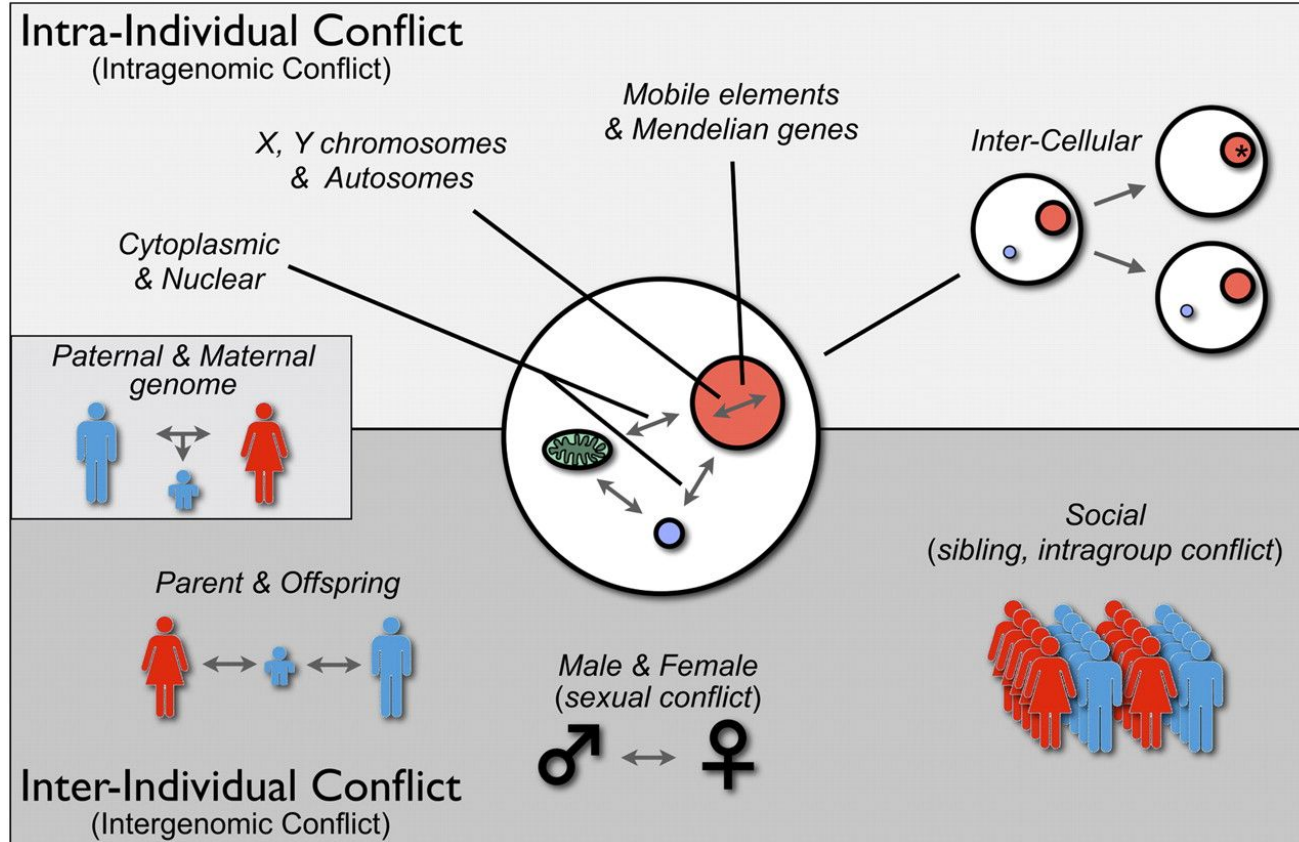 Intra-Individual Conflict
(Intragenomic Conflict)
Mobile elements
& Mendelian genes
X, Y chromosomes
& Autosomes
Inter-Cellular
*
Cytoplasmic
& Nuclear
Paternal & Maternal
genome
Social
(sibling, intragroup conflict)
Parent & Offspring
Male & Female
(sexual conflict)
♂ ♀
Inter-Individual Conflict
(Intergenomic Conflict)